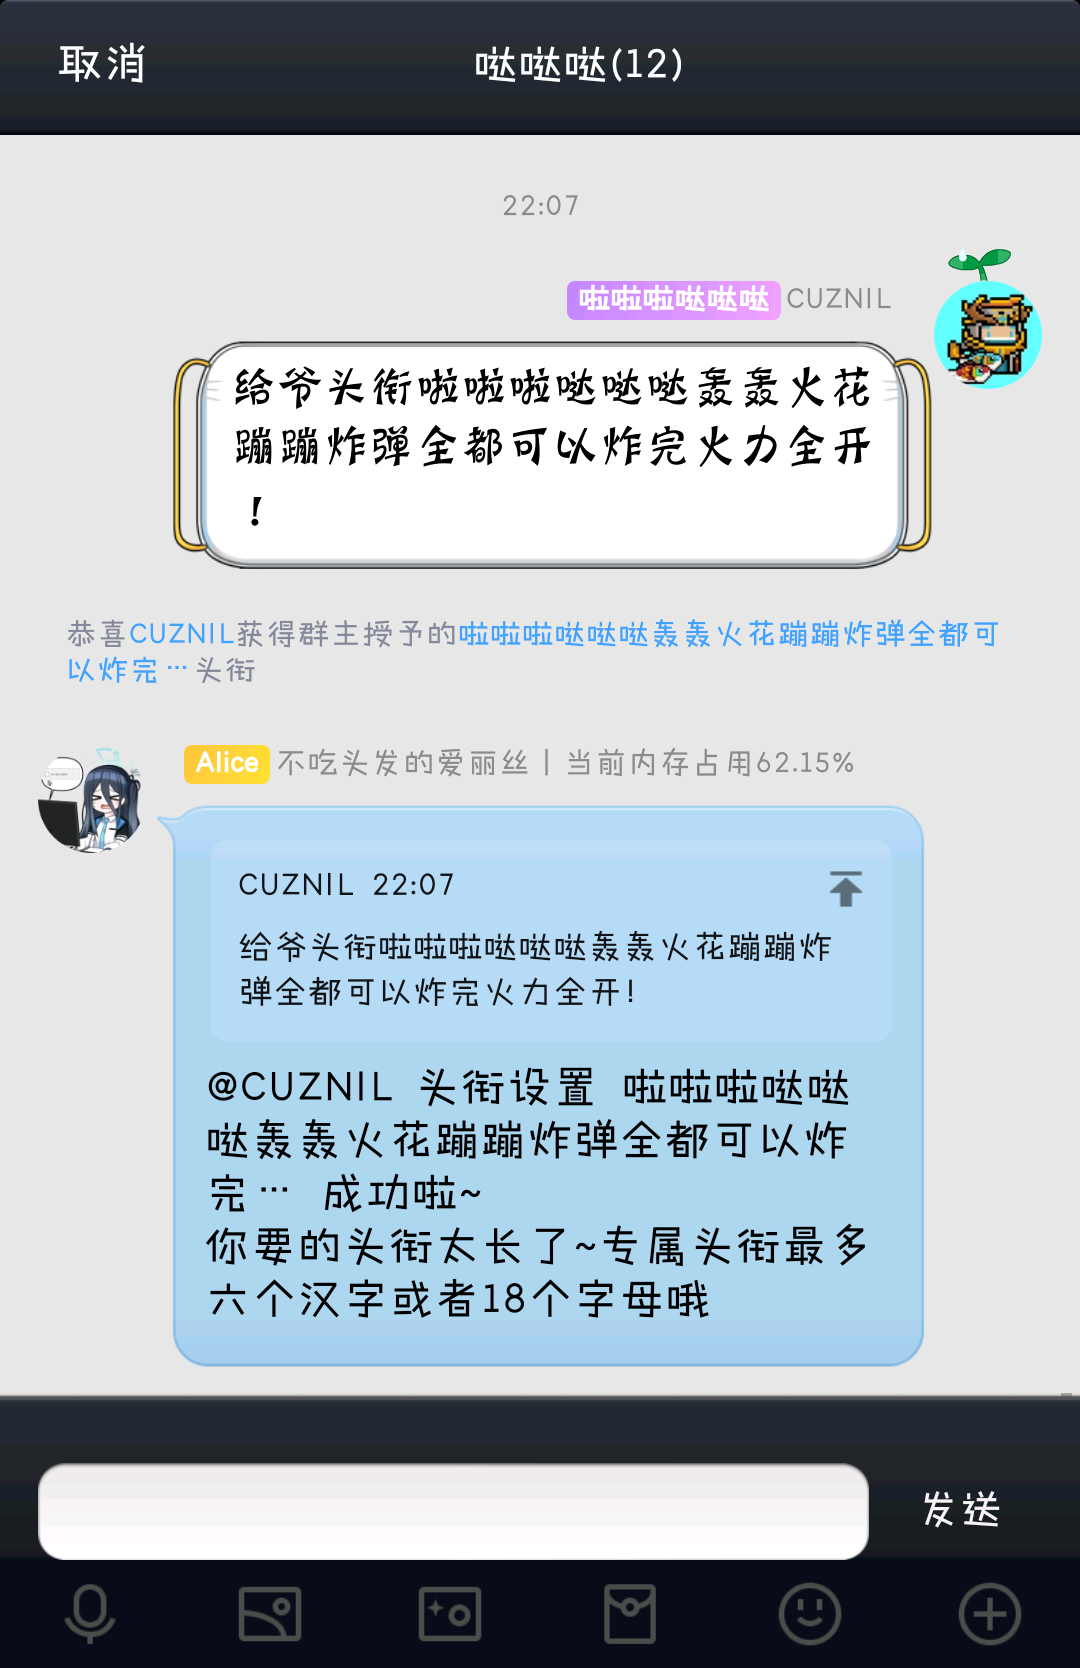 取消
哒哒哒(12)
22:07
啦啦啦哒哒哒 CUZNIL
给爷头衔啦啦啦哒哒哒轰轰火花
蹦蹦炸弹全都可以炸完火力全开
!
恭喜CUZNIL获得群主授予的啦啦啦哒哒哒轰轰火花蹦蹦炸弹全都可
以炸完…头衔
Alice 不吃头发的爱丽丝丨当前内存占用62.15%
CUZNIL 22:07
给爷头衔啦啦啦哒哒哒轰轰火花蹦蹦炸
弹全都可以炸完火力全开!
@CUZNIL 头衔设置 啦啦啦哒哒
哒轰轰火花蹦蹦炸弹全都可以炸
完… 成功啦~
你要的头衔太长了~专属头衔最多
六个汉字或者18个字母哦
发送